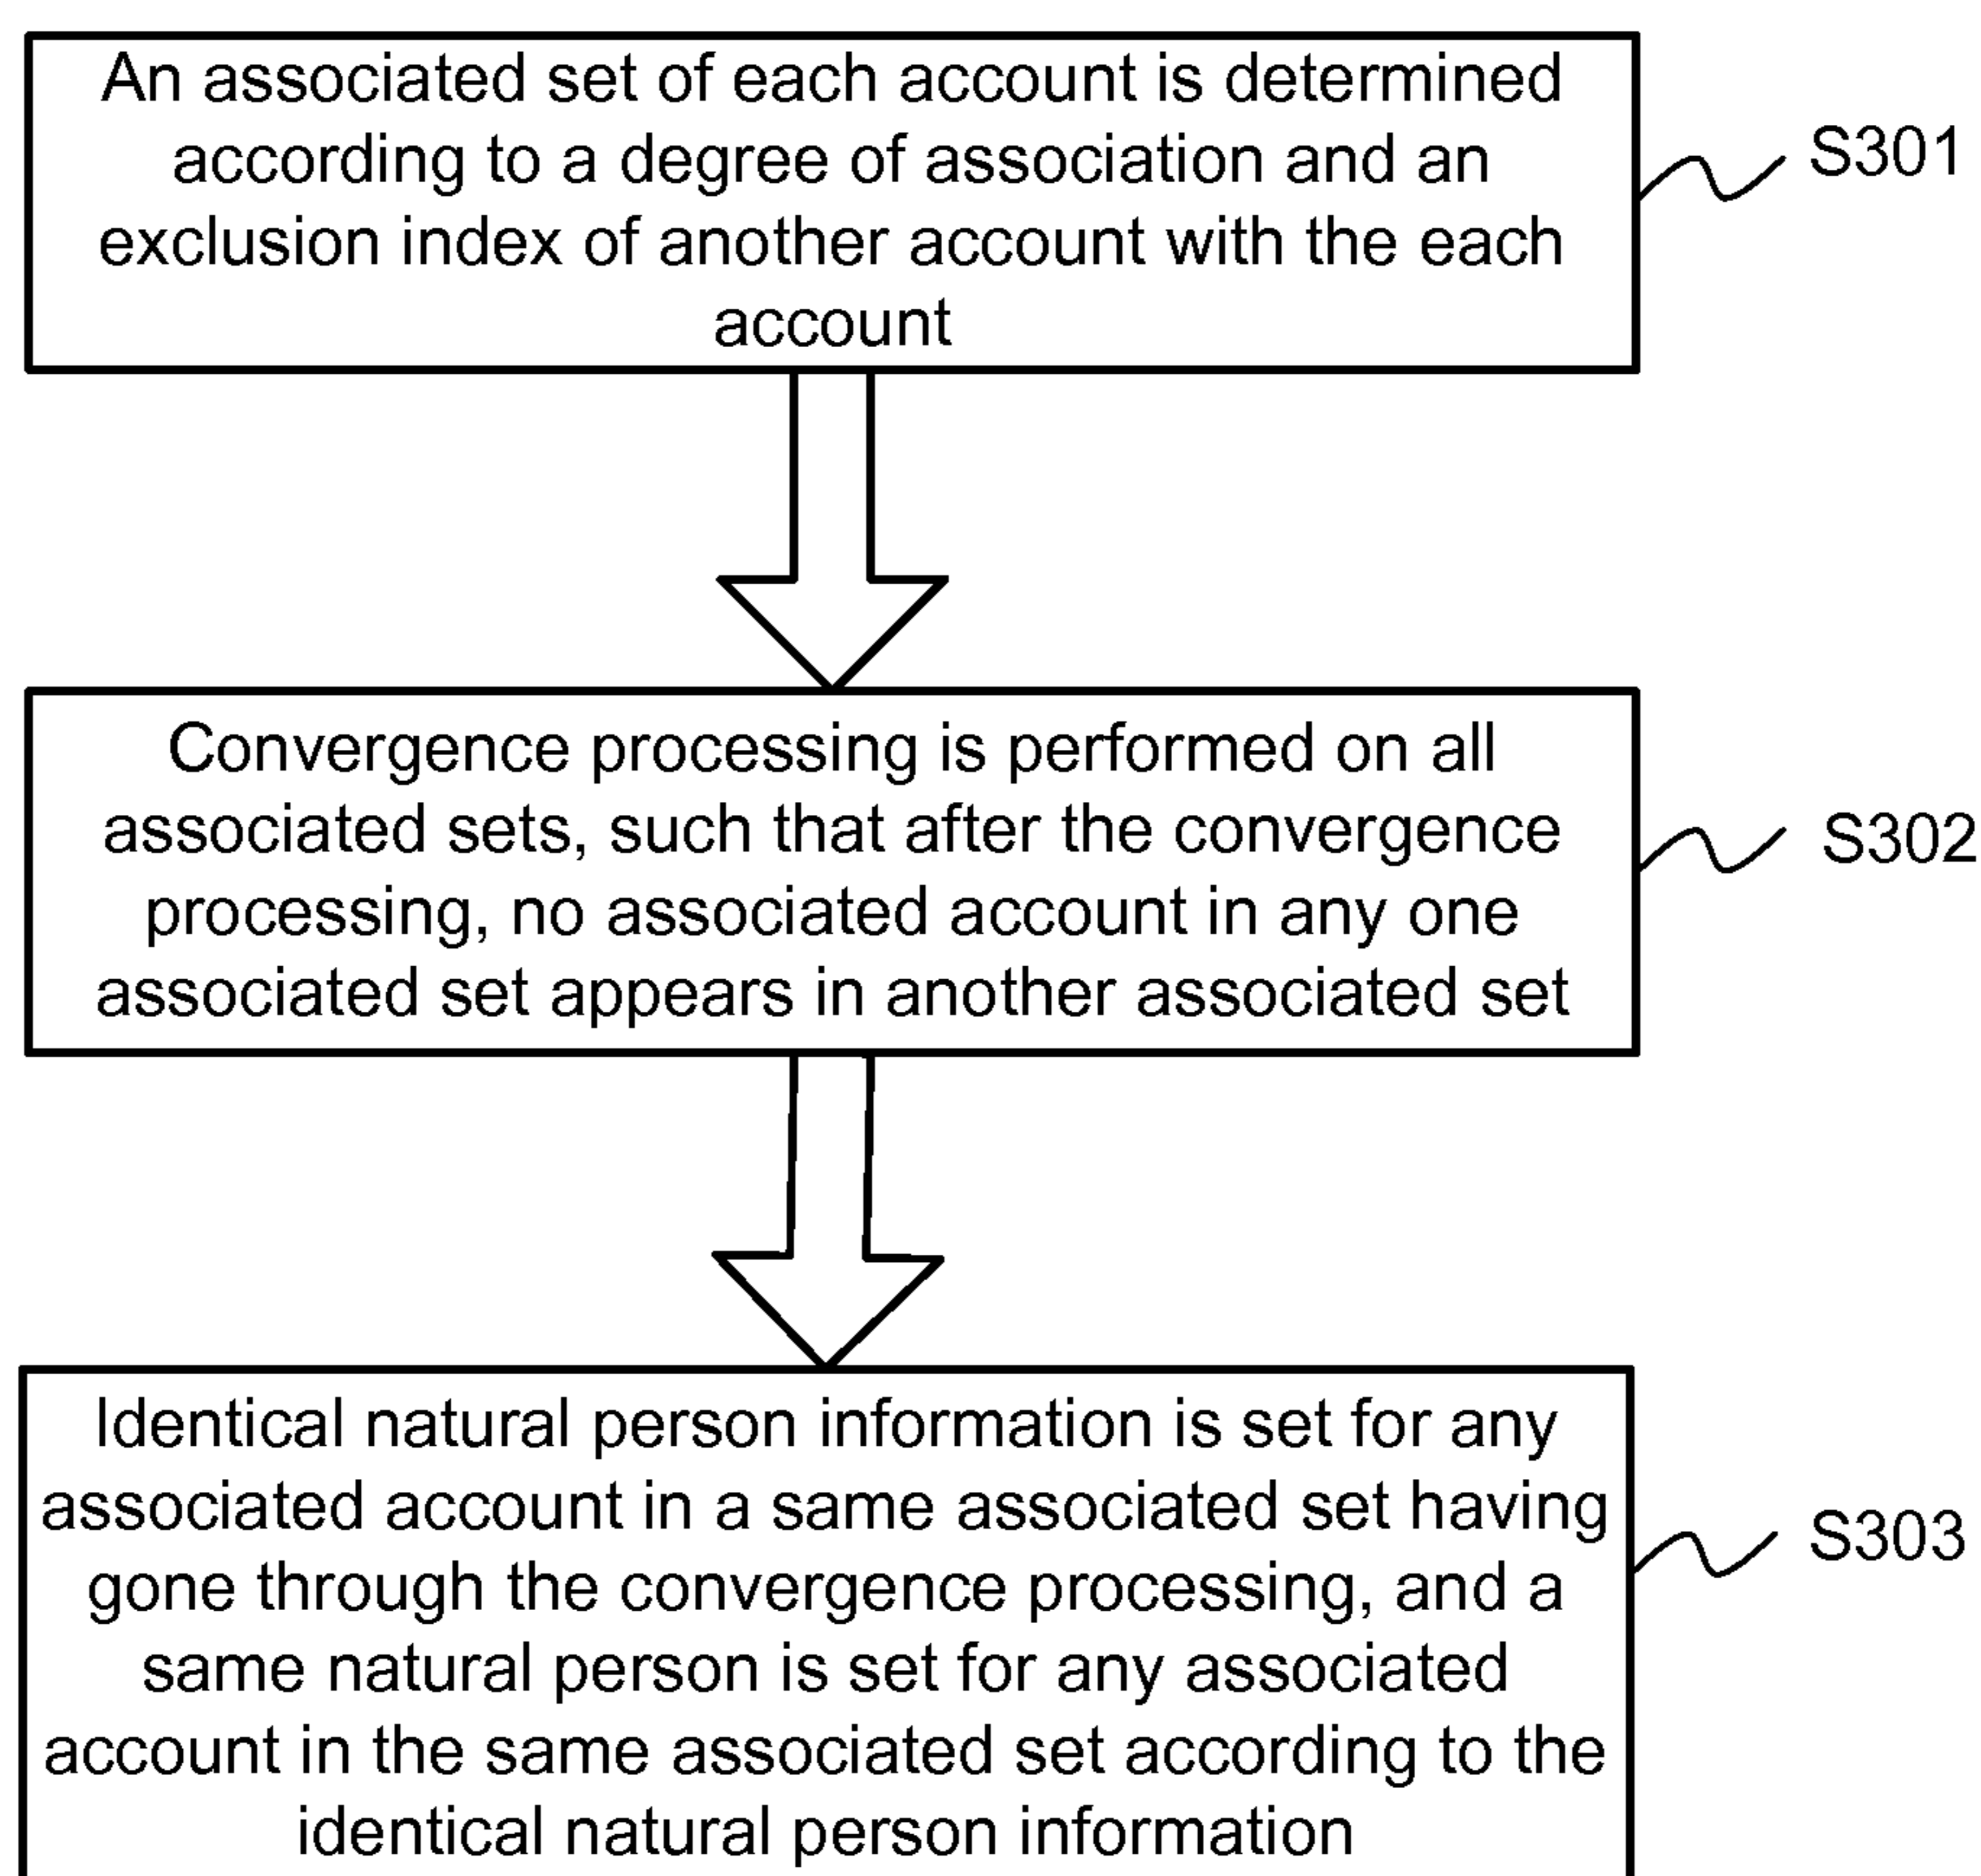 An associated set of each account is determined
according to a degree of association and an
exclusion index of another account with the each
account
S301
Convergence processing is performed on all
associated sets, such that after the convergence
processing, no associated account in any one
associated set appears in another associated set
S302
Identical natural person information is set for any
associated account in a same associated set having
gone through the convergence processing, and a
same natural person is set for any associated
account in the same associated set according to the
identical natural person information
S303